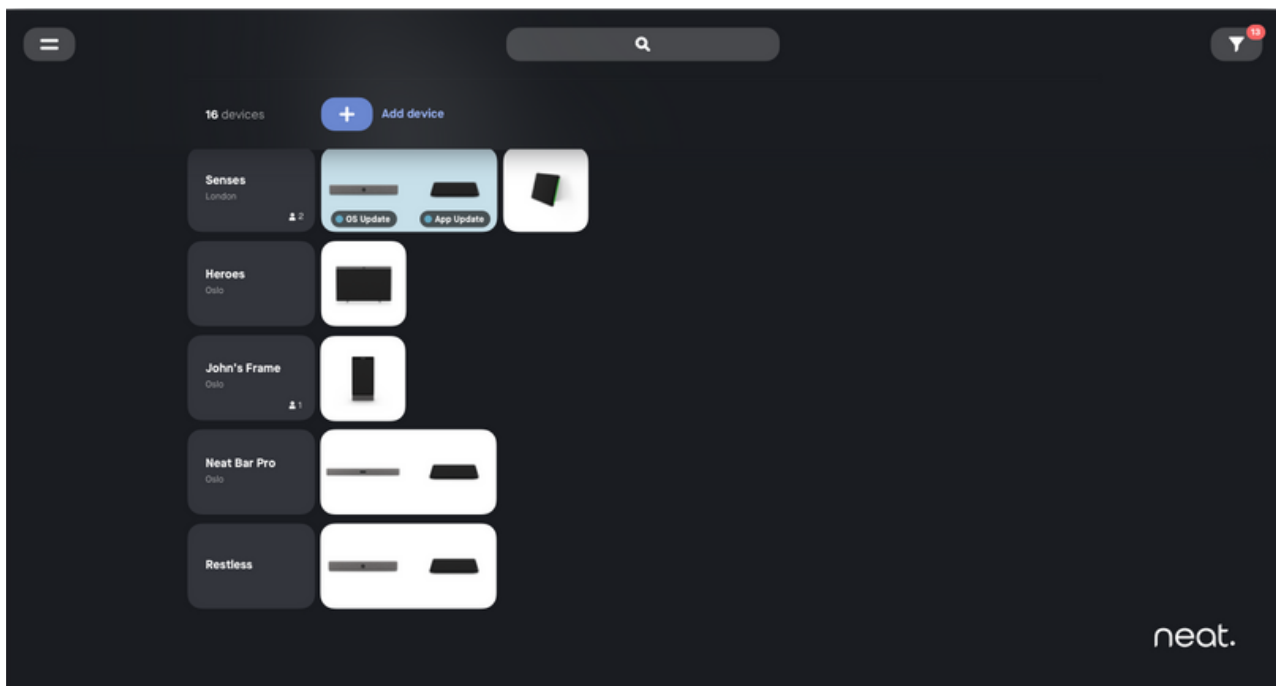 13
16 devices
Add device
Senses
London
2
OS Update
App Update
Heroes
Oslo
John's Frame
Oslo
1
Neat Bar Pro
Oslo
Restless
neat.